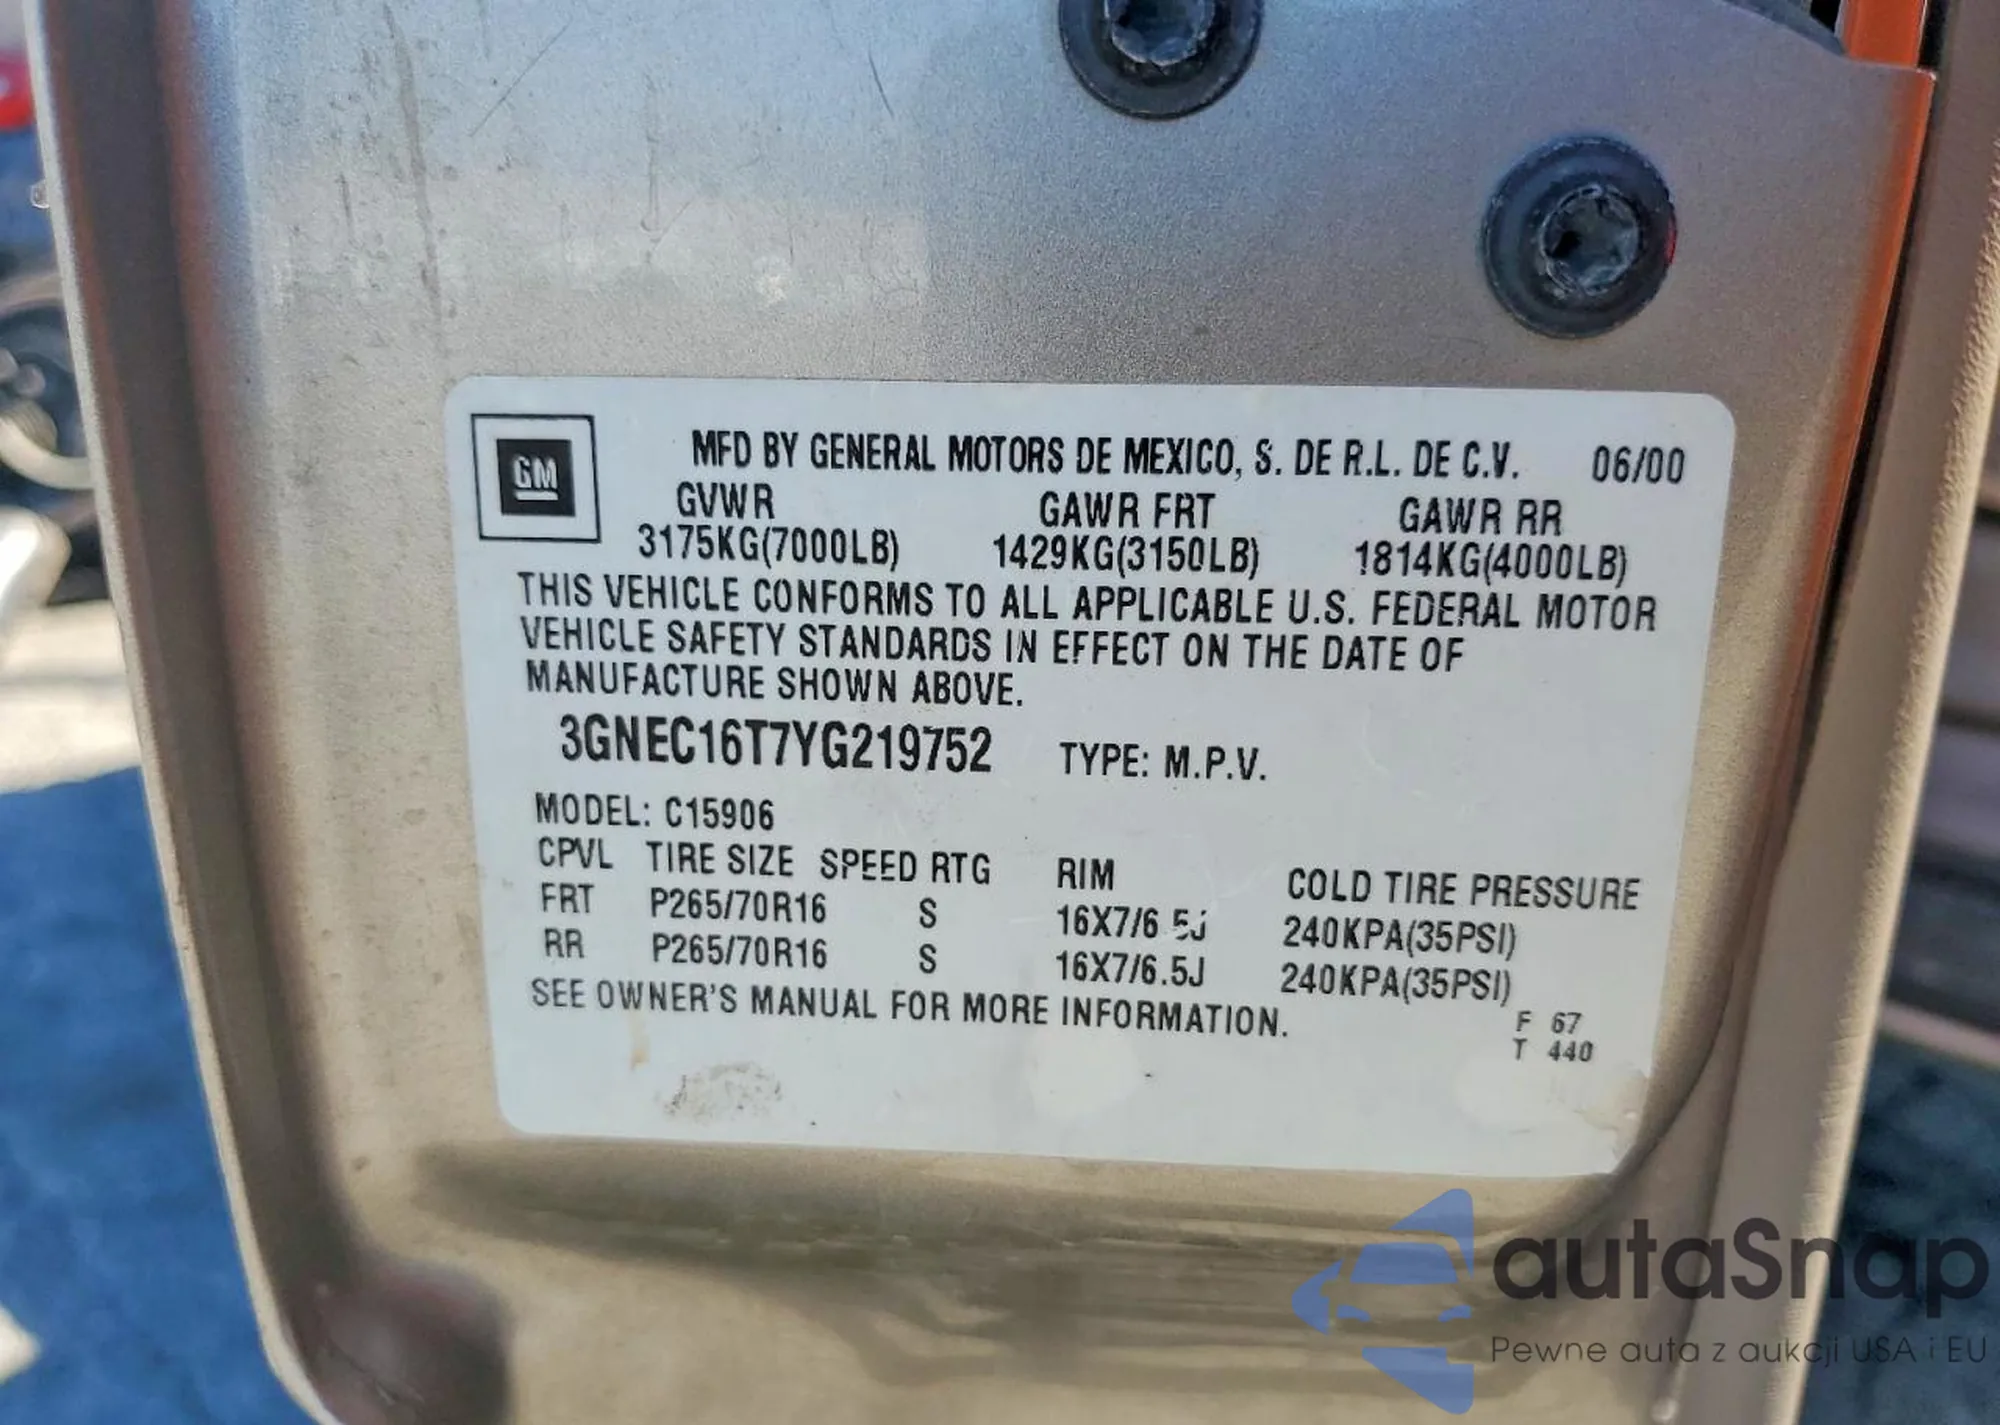 GM
MFD BY GENERAL MOTORS DE MEXICO, S. DE R.L. DE C.V. 06/00
GVWR GAWR FRT GAWR RR
3175KG(7000LB) 1429KG(3150LB) 1814KG(4000LB)
THIS VEHICLE CONFORMS TO ALL APPLICABLE U.S. FEDERAL MOTOR
VEHICLE SAFETY STANDARDS IN EFFECT ON THE DATE OF
MANUFACTURE SHOWN ABOVE.
3GNEC16T7YG219752 TYPE: M.P.V.
MODEL: C15906
CPVL TIRE SIZE SPEED RTG RIM COLD TIRE PRESSURE
FRT P265/70R16 S 16X7/6.5J 240KPA(35PSI)
RR P265/70R16 S 16X7/6.5J 240KPA(35PSI)
SEE OWNER'S MANUAL FOR MORE INFORMATION.
F 67
T 440
autaSnap
Pewne auta z aukcji USA i EU